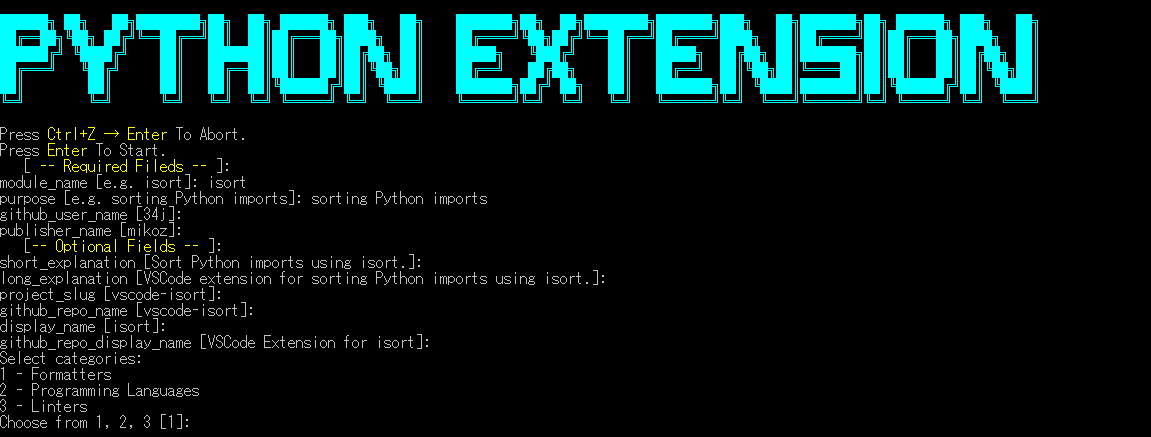 PYTHON EXTENSION
Press Ctrl+Z → Enter To Abort.
Press Enter To Start.
[ -- Required Fileds -- ]:
module_name [e.g. isort]: isort
purpose [e.g. sorting Python imports]: sorting Python imports
github_user_name [34j]:
publisher_name [mikoz]:
[-- Optional Fields -- ]:
short_explanation [Sort Python imports using isort.]:
long_explanation [VSCode extension for sorting Python imports using isort.]:
project_slug [vscode-isort]:
github_repo_name [vscode-isort]:
display_name [isort]:
github_repo_display_name [VSCode Extension for isort]:
Select categories:
1 - Formatters
2 - Programming Languages
3 - Linters
Choose from 1, 2, 3 [1]: